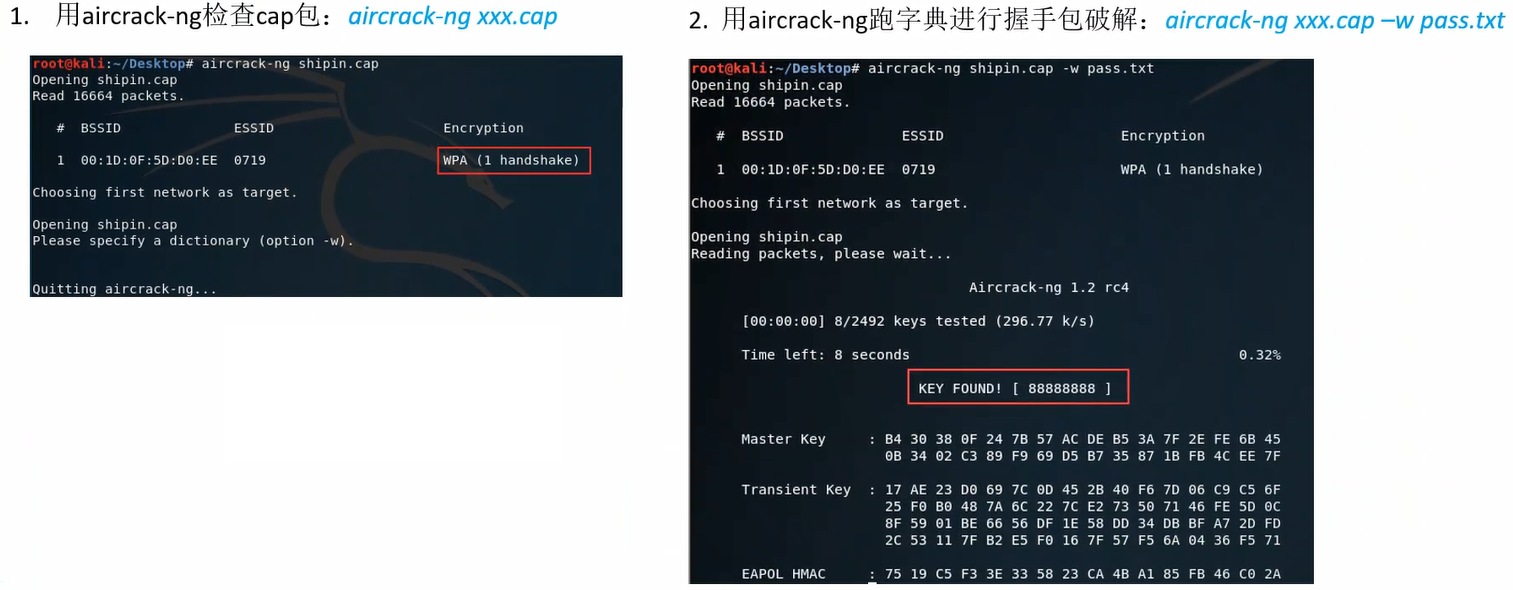 1. 用aircrack-ng检查cap包：aircrack-ng xxx.cap
root@kali:~/Desktop# aircrack-ng shipin.cap
Opening shipin.cap
Read 16664 packets.
# BSSID ESSID Encryption
1 00:1D:0F:5D:D0:EE 0719 WPA (1 handshake)
Choosing first network as target.
Opening shipin.cap
Please specify a dictionary (option -w).
Quitting aircrack-ng...
2. 用aircrack-ng跑字典进行握手包破解：aircrack-ng xxx.cap –w pass.txt
root@kali:~/Desktop# aircrack-ng shipin.cap -w pass.txt
Opening shipin.cap
Read 16664 packets.
# BSSID ESSID Encryption
1 00:1D:0F:5D:D0:EE 0719 WPA (1 handshake)
Choosing first network as target.
Opening shipin.cap
Reading packets, please wait...
Aircrack-ng 1.2 rc4
[00:00:00] 8/2492 keys tested (296.77 k/s)
Time left: 8 seconds 0.32%
KEY FOUND! [ 88888888 ]
Master Key : B4 30 38 0F 24 7B 57 AC DE B5 3A 7F 2E FE 6B 45
0B 34 02 C3 89 F9 69 D5 B7 35 87 1B FB 4C EE 7F
Transient Key : 17 AE 23 D0 69 7C 0D 45 2B 40 F6 7D 06 C9 C5 6F
25 F0 B0 48 7A 6C 22 7C E2 73 50 71 46 FE 5D 0C
8F 59 01 BE 66 56 DF 1E 58 DD 34 DB BF A7 2D FD
2C 53 11 7F B2 E5 F0 16 7F 57 F5 6A 04 36 F5 71
EAPOL HMAC : 75 19 C5 F3 3E 33 58 23 CA 4B A1 85 FB 46 C0 2A